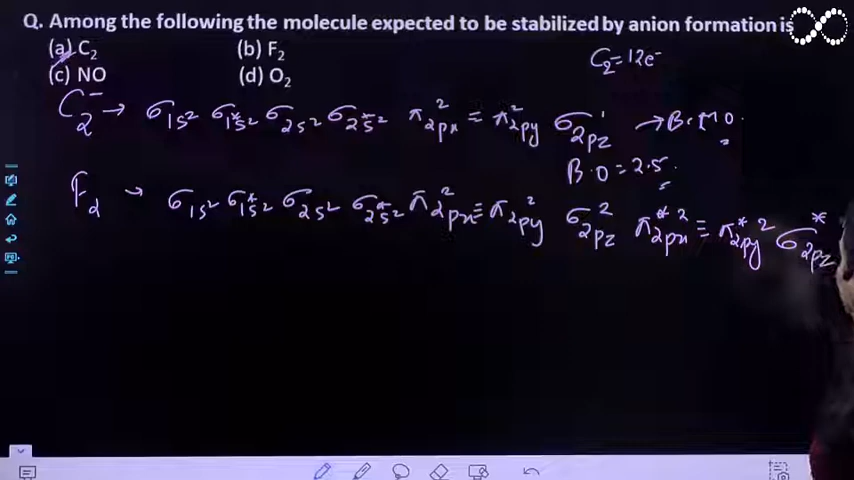 Q. Among the following the molecule expected to be stabilized by anion formation is
(a) C₂ (b) F₂
(c) NO (d) O₂
C₂ = 12e⁻
C₂⁻ → σ1s² σ*1s² σ2s² σ*2s² π2px² = π2py² σ2pz¹ → B.M.O.
B.O = 2.5.
F₂ → σ1s² σ*1s² σ2s² σ*2s² π2px² = π2py² σ2pz² π*2px² = π*2py² σ*2pz